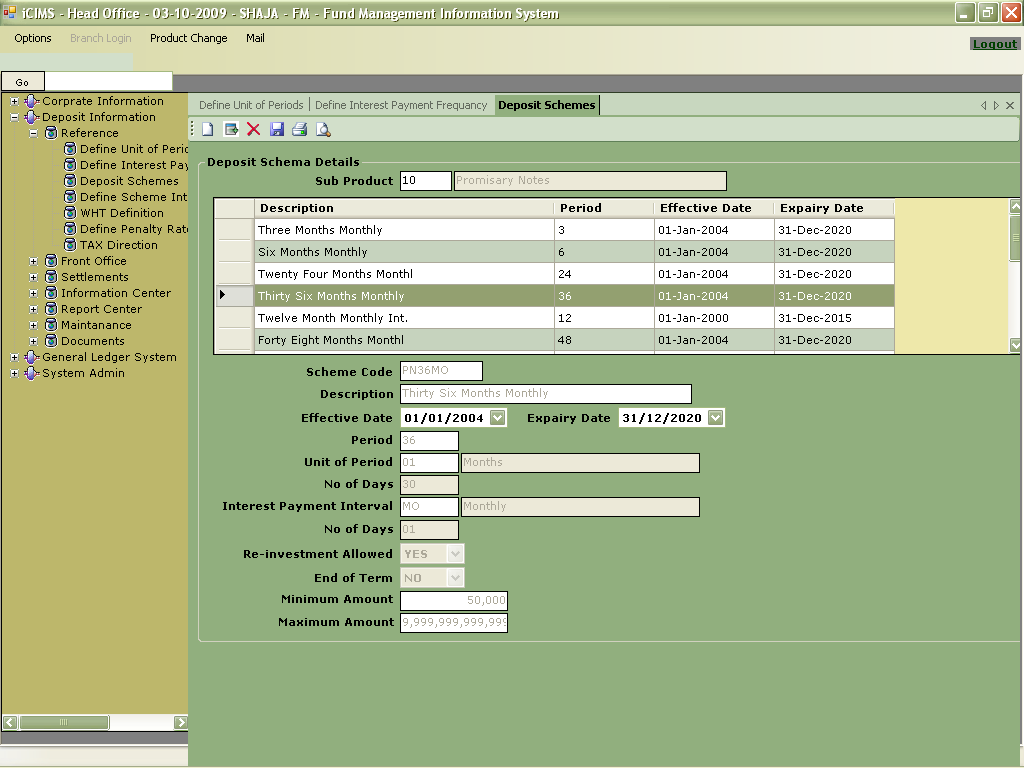 iCIMS - Head Office - 03-10-2009 - SHAJA - FM - Fund Management Information System
Options Branch Login Product Change Mail
Logout
Go
Corprate Information
Deposit Information
Reference
Define Unit of Peric
Define Interest Pay
Deposit Schemes
Define Scheme Int
WHT Definition
Define Penalty Rate
TAX Direction
Front Office
Settlements
Information Center
Report Center
Maintanance
Documents
General Ledger System
System Admin
Define Unit of Periods Define Interest Payment Frequancy Deposit Schemes
Deposit Schema Details
Sub Product 10 Promisary Notes
Description Period Effective Date Expairy Date
Three Months Monthly 3 01-Jan-2004 31-Dec-2020
Six Months Monthly 6 01-Jan-2004 31-Dec-2020
Twenty Four Months Monthl 24 01-Jan-2004 31-Dec-2020
Thirty Six Months Monthly 36 01-Jan-2004 31-Dec-2020
Twelve Month Monthly Int. 12 01-Jan-2000 31-Dec-2015
Forty Eight Months Monthl 48 01-Jan-2004 31-Dec-2020
Scheme Code PN36MO
Description Thirty Six Months Monthly
Effective Date 01/01/2004 Expairy Date 31/12/2020
Period 36
Unit of Period 01 Months
No of Days 30
Interest Payment Interval MO Monthly
No of Days 01
Re-investment Allowed YES
End of Term NO
Minimum Amount 50,000
Maximum Amount 9,999,999,999,999